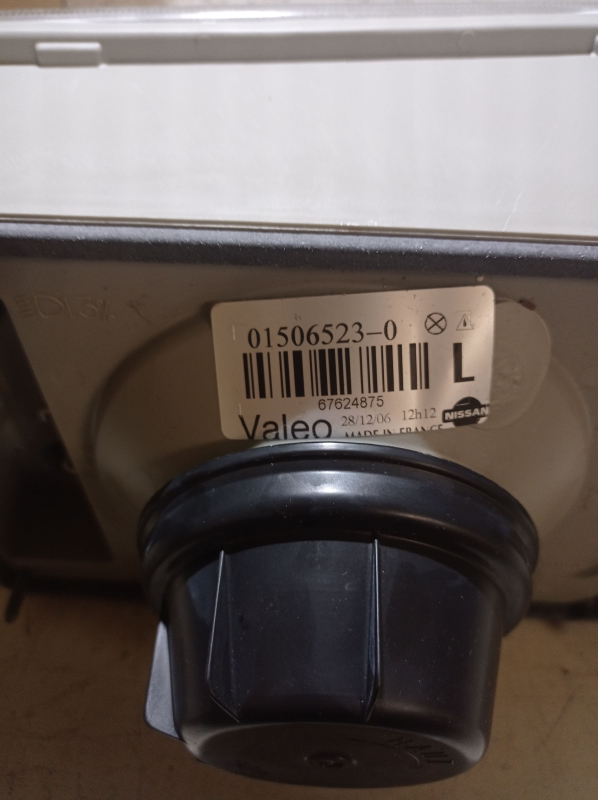 01506523-0
L
67624875
Valeo 28/12/06 12h12 NISSAN
MADE IN FRANCE